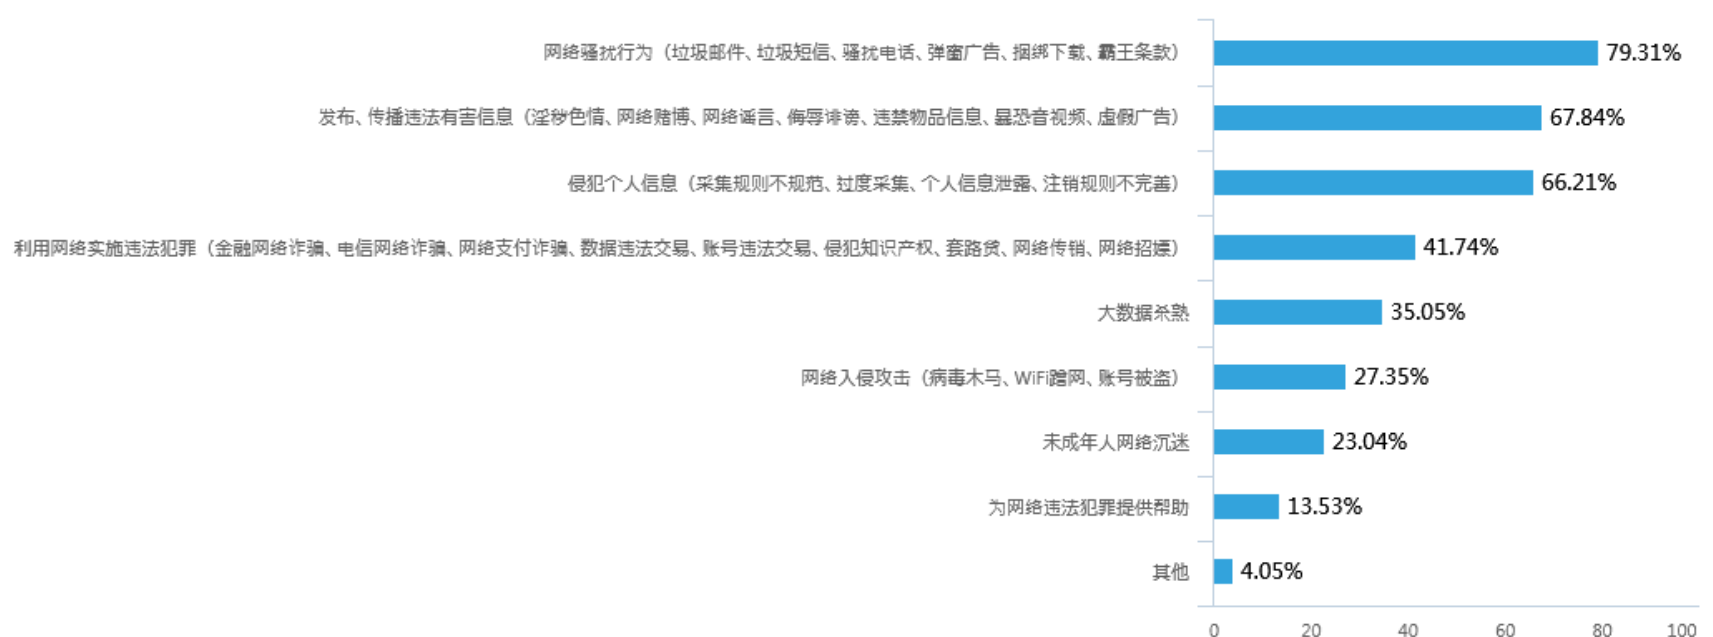 网络骚扰行为（垃圾邮件、垃圾短信、骚扰电话、弹窗广告、捆绑下载、霸王条款） 79.31%
发布、传播违法有害信息（淫秽色情、网络赌博、网络谣言、侮辱诽谤、违禁物品信息、暴恐音视频、虚假广告） 67.84%
侵犯个人信息（采集规则不规范、过度采集、个人信息泄露、注销规则不完善） 66.21%
利用网络实施违法犯罪（金融网络诈骗、电信网络诈骗、网络支付诈骗、数据违法交易、账号违法交易、侵犯知识产权、套路贷、网络传销、网络招嫖） 41.74%
大数据杀熟 35.05%
网络入侵攻击（病毒木马、WiFi蹭网、账号被盗） 27.35%
未成年人网络沉迷 23.04%
为网络违法犯罪提供帮助 13.53%
其他 4.05%
0 20 40 60 80 100